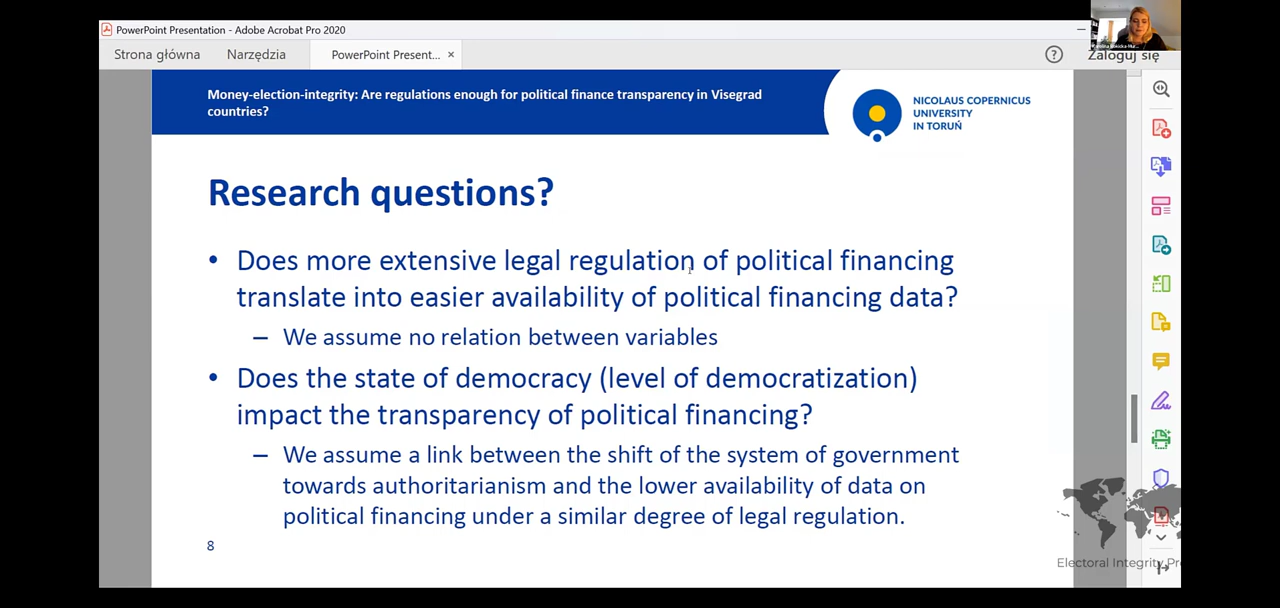 PowerPoint Presentation - Adobe Acrobat Pro 2020
Strona główna Narzędzia PowerPoint Present... ×
Zaloguj się
Money-election-integrity: Are regulations enough for political finance transparency in Visegrad
countries?
NICOLAUS COPERNICUS
UNIVERSITY
IN TORUŃ
Research questions?
• Does more extensive legal regulation of political financing
translate into easier availability of political financing data?
– We assume no relation between variables
• Does the state of democracy (level of democratization)
impact the transparency of political financing?
– We assume a link between the shift of the system of government
towards authoritarianism and the lower availability of data on
political financing under a similar degree of legal regulation.
8
Electoral Integrity Pr